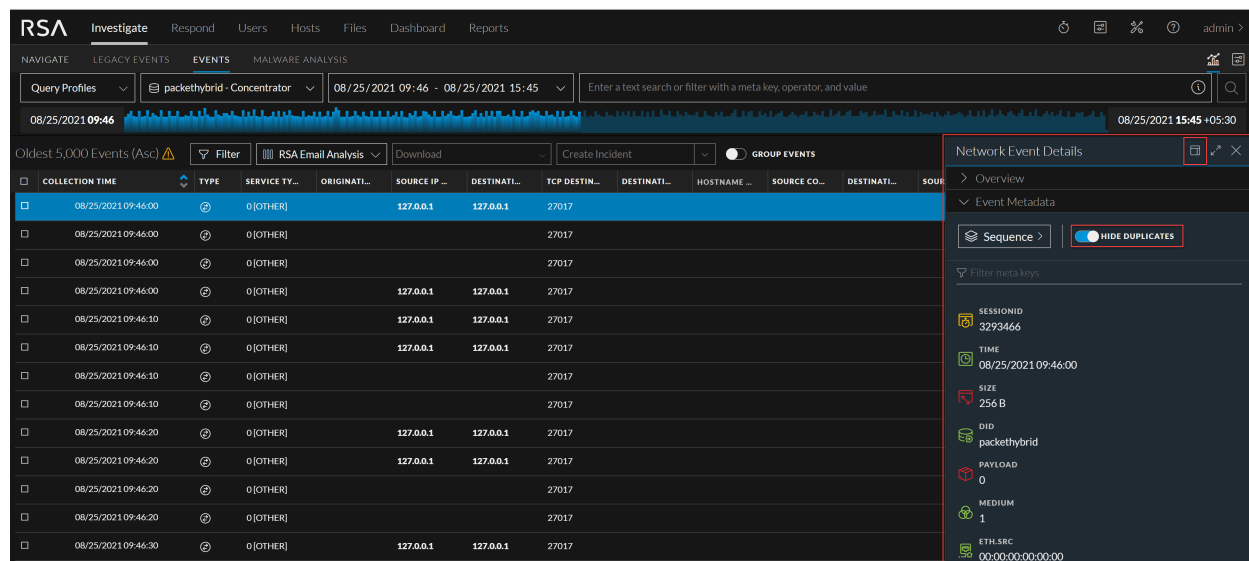 RSA Investigate Respond Users Hosts Files Dashboard Reports admin >
NAVIGATE LEGACY EVENTS EVENTS MALWARE ANALYSIS
Query Profiles packethybrid - Concentrator 08/25/2021 09:46 - 08/25/2021 15:45 Enter a text search or filter with a meta key, operator, and value
08/25/2021 09:46 08/25/2021 15:45 +05:30
Oldest 5,000 Events (Asc) Filter RSA Email Analysis Download Create Incident GROUP EVENTS
COLLECTION TIME TYPE SERVICE TY... ORIGINATI... SOURCE IP ... DESTINATI... TCP DESTIN... DESTINATI... HOSTNAME ... SOURCE CO... DESTINATI... SOUR
08/25/2021 09:46:00 0 [OTHER] 127.0.0.1 127.0.0.1 27017
08/25/2021 09:46:00 0 [OTHER] 27017
08/25/2021 09:46:00 0 [OTHER] 27017
08/25/2021 09:46:00 0 [OTHER] 127.0.0.1 127.0.0.1 27017
08/25/2021 09:46:10 0 [OTHER] 127.0.0.1 127.0.0.1 27017
08/25/2021 09:46:10 0 [OTHER] 127.0.0.1 127.0.0.1 27017
08/25/2021 09:46:10 0 [OTHER] 27017
08/25/2021 09:46:10 0 [OTHER] 27017
08/25/2021 09:46:20 0 [OTHER] 127.0.0.1 127.0.0.1 27017
08/25/2021 09:46:20 0 [OTHER] 127.0.0.1 127.0.0.1 27017
08/25/2021 09:46:20 0 [OTHER] 27017
08/25/2021 09:46:20 0 [OTHER] 27017
08/25/2021 09:46:30 0 [OTHER] 127.0.0.1 127.0.0.1 27017
Network Event Details
Overview
Event Metadata
Sequence > HIDE DUPLICATES
Filter meta keys
SESSIONID
3293466
TIME
08/25/2021 09:46:00
SIZE
256 B
DID
packethybrid
PAYLOAD
0
MEDIUM
1
ETH.SRC
00:00:00:00:00:00